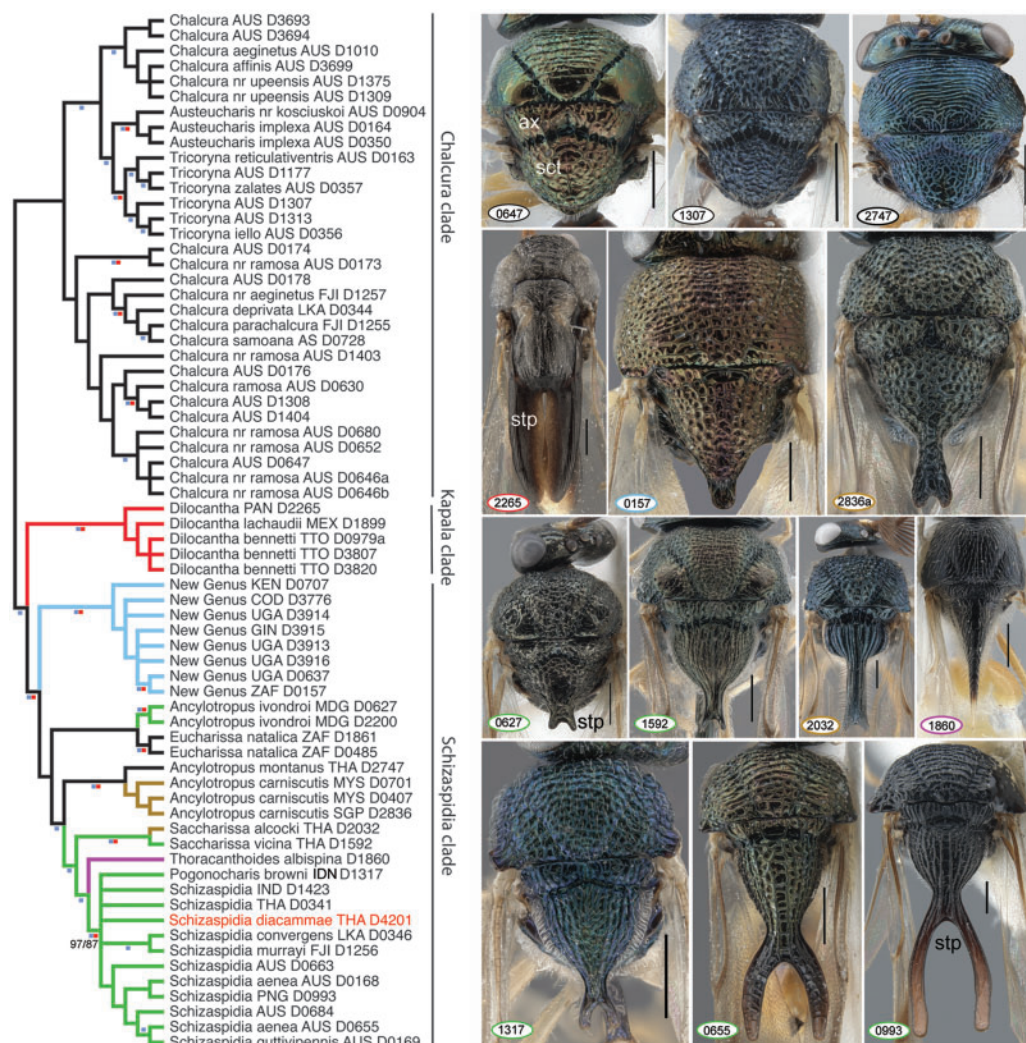 Chalcura AUS D3693
Chalcura AUS D3694
Chalcura aeginetus AUS D1010
Chalcura affinis AUS D3699
Chalcura nr upeensis AUS D1375
Chalcura nr upeensis AUS D1309
Austeucharis nr kosciuskoi AUS D0904
Austeucharis implexa AUS D0164
Austeucharis implexa AUS D0350
Tricoryna reticulativentris AUS D0163
Tricoryna AUS D1177
Tricoryna zalates AUS D0357
Tricoryna AUS D1307
Tricoryna AUS D1313
Tricoryna iello AUS D0356
Chalcura AUS D0174
Chalcura nr ramosa AUS D0173
Chalcura AUS D0178
Chalcura nr aeginetus FJI D1257
Chalcura deprivata LKA D0344
Chalcura parachalcura FJI D1255
Chalcura samoana AS D0728
Chalcura nr ramosa AUS D1403
Chalcura AUS D0176
Chalcura ramosa AUS D0630
Chalcura AUS D1308
Chalcura AUS D1404
Chalcura nr ramosa AUS D0680
Chalcura nr ramosa AUS D0652
Chalcura AUS D0647
Chalcura nr ramosa AUS D0646a
Chalcura nr ramosa AUS D0646b
Dilocantha PAN D2265
Dilocantha lachaudii MEX D1899
Dilocantha bennetti TTO D0979a
Dilocantha bennetti TTO D3807
Dilocantha bennetti TTO D3820
New Genus KEN D0707
New Genus COD D3776
New Genus UGA D3914
New Genus GIN D3915
New Genus UGA D3913
New Genus UGA D3916
New Genus UGA D0637
New Genus ZAF D0157
Ancylotropus ivondroi MDG D0627
Ancylotropus ivondroi MDG D2200
Eucharissa natalica ZAF D1861
Eucharissa natalica ZAF D0485
Ancylotropus montanus THA D2747
Ancylotropus carniscutis MYS D0701
Ancylotropus carniscutis MYS D0407
Ancylotropus carniscutis SGP D2836
Saccharissa alcocki THA D2032
Saccharissa vicina THA D1592
Thoracanthoides albispina D1860
Pogonocharis browni IDN D1317
Schizaspidia IND D1423
Schizaspidia THA D0341
Schizaspidia diacammae THA D4201
Schizaspidia convergens LKA D0346
Schizaspidia murrayi FJI D1256
Schizaspidia AUS D0663
Schizaspidia aenea AUS D0168
Schizaspidia PNG D0993
Schizaspidia AUS D0684
Schizaspidia aenea AUS D0655
Schizaspidia guttivipennis AUS D0169
97/87
Chalcura clade
Kapala clade
Schizaspidia clade
ax
sct
0647
1307
2747
stp
2265
0157
2836a
0627
stp
1592
2032
1860
1317
0655
stp
0993